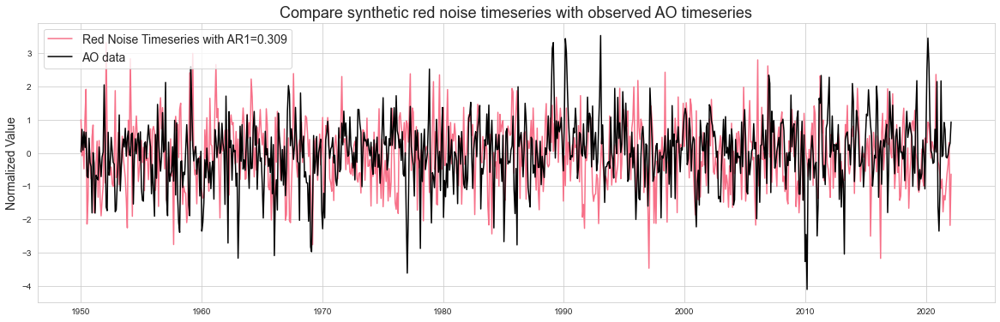 Compare synthetic red noise timeseries with observed AO timeseries
Red Noise Timeseries with AR1=0.309
AO data
Normalized Value
3
2
1
0
−1
−2
−3
−4
1950 1960 1970 1980 1990 2000 2010 2020